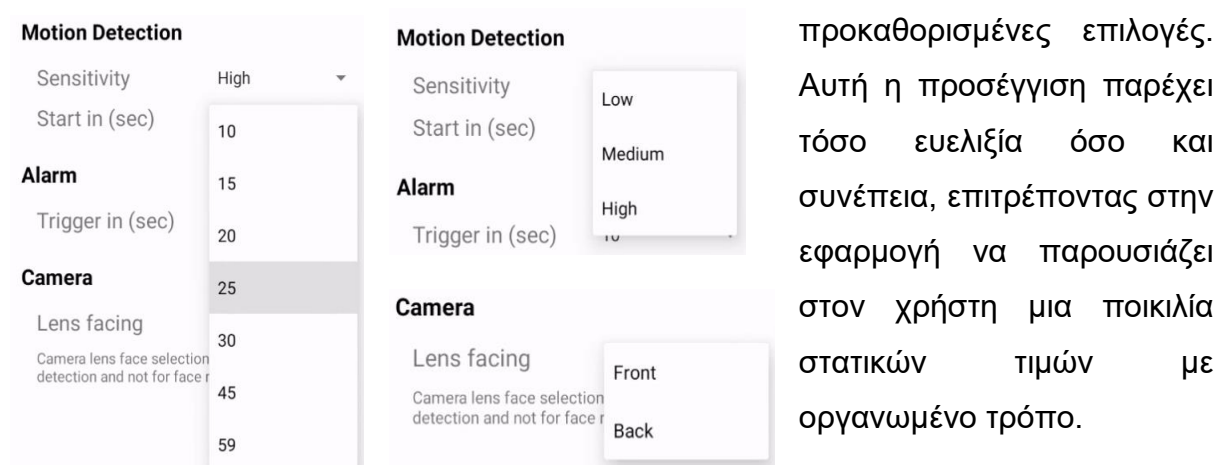 Motion Detection
Sensitivity High
Start in (sec)
10
15
Alarm
Trigger in (sec)
20
25
Camera
Lens facing
30
Camera lens face selection
detection and not for face
45
59
Motion Detection
Sensitivity
Low
Start in (sec)
Medium
Alarm
High
Trigger in (sec) 10
Camera
Lens facing
Front
Camera lens face selection
detection and not for face
Back
προκαθορισμένες επιλογές.
Αυτή η προσέγγιση παρέχει
τόσο ευελιξία όσο και
συνέπεια, επιτρέποντας στην
εφαρμογή να παρουσιάζει
στον χρήστη μια ποικιλία
στατικών τιμών με
οργανωμένο τρόπο.